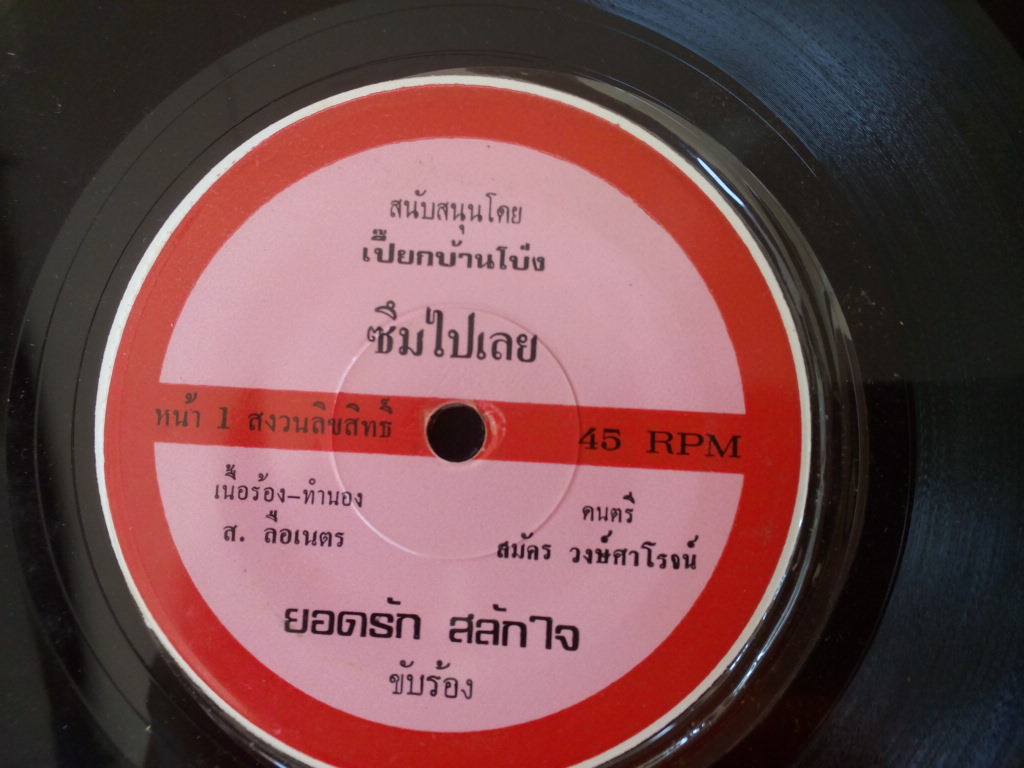 สนับสนุนโดย
เปี๊ยกบ้านโป่ง
ซึมไปเลย
หน้า 1 สงวนลิขสิทธิ์
45 RPM
เนื้อร้อง-ทำนอง
ส. ลือเนตร
ดนตรี
สมัคร วงษ์ศาโรจน์
ยอดรัก สลักใจ
ขับร้อง